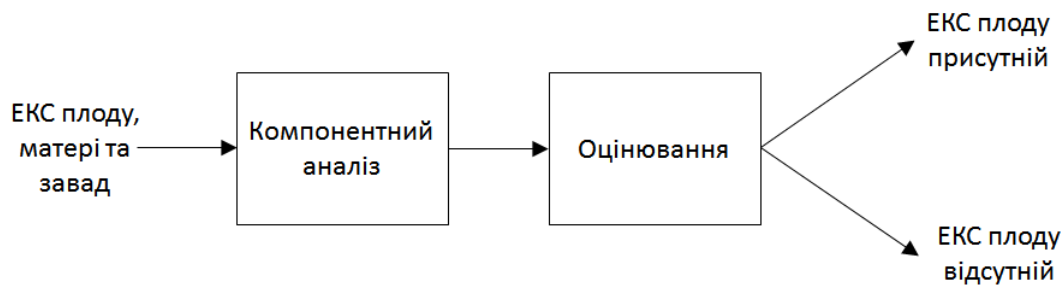 ЕКС плоду,
матері та
завад
Компонентний
аналіз
Оцінювання
ЕКС плоду
присутній
ЕКС плоду
відсутній